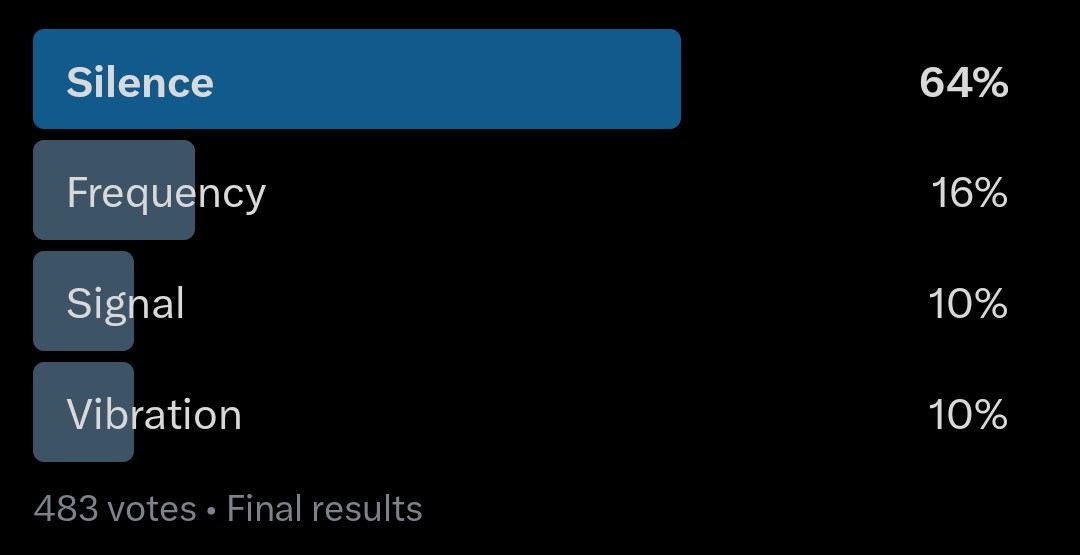 Silence 64%
Frequency 16%
Signal 10%
Vibration 10%
483 votes • Final results